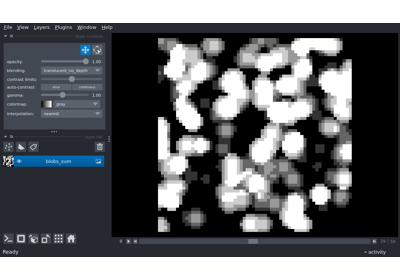 File View Layers Plugins Window Help
opacity: 1.00
blending: translucent_no_depth
contrast limits:
auto-contrast: once continuous
gamma: 1.00
colormap: gray
interpolation: nearest
blobs_sum
Ready
activity